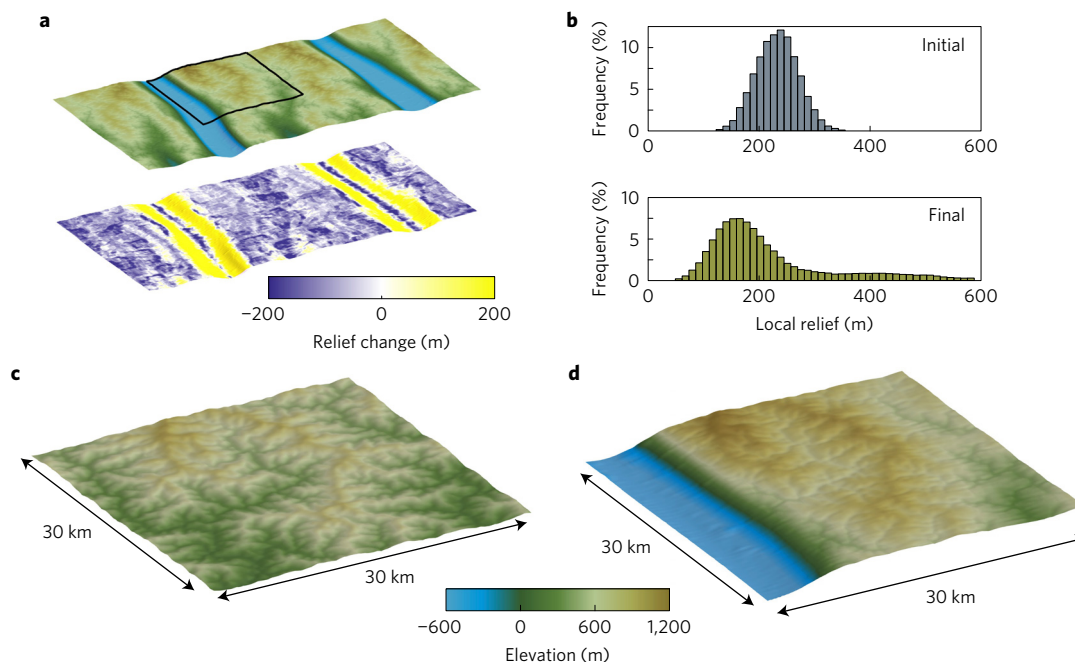 a
−200
0
200
Relief change (m)
b
Frequency (%)
10
5
0
Initial
0
200
400
600
Frequency (%)
10
5
0
Final
0
200
400
600
Local relief (m)
c
30 km
30 km
d
30 km
30 km
−600
0
600
1,200
Elevation (m)